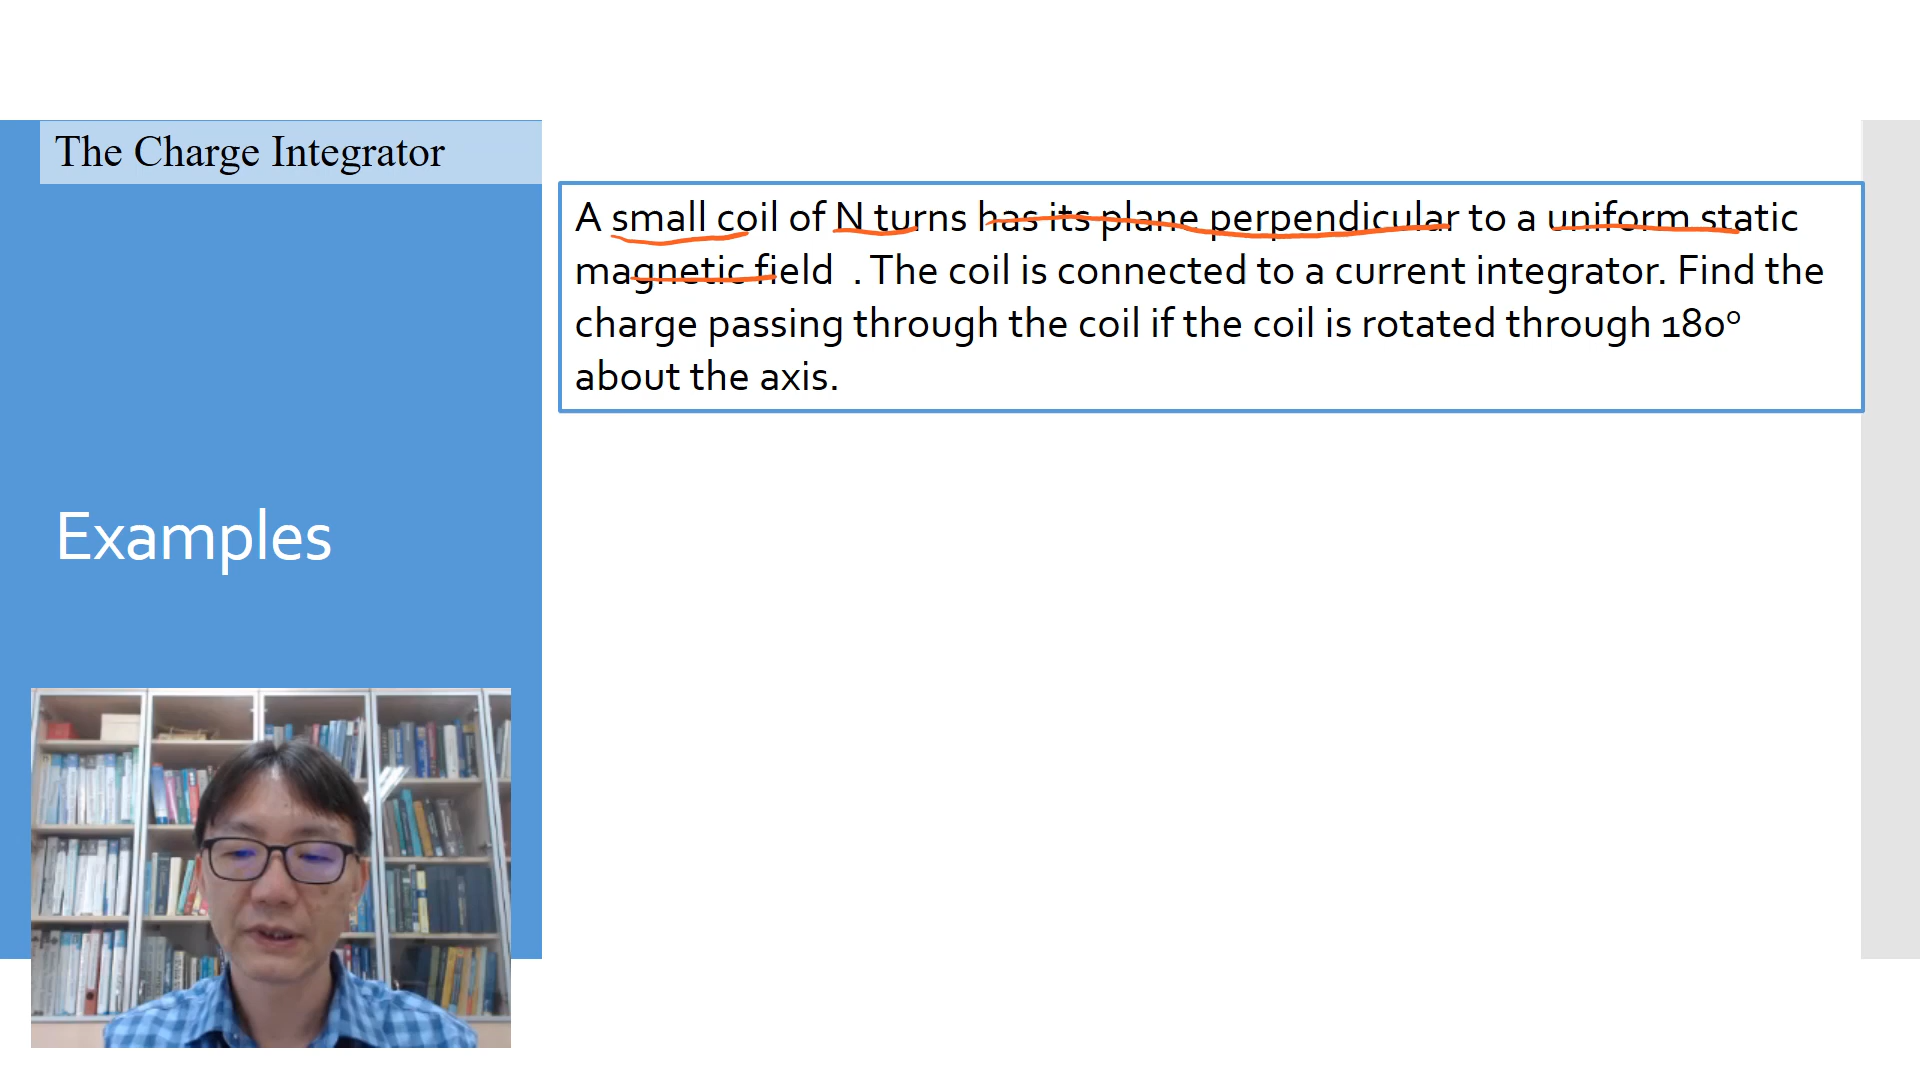 The Charge Integrator
A small coil of N turns has its plane perpendicular to a uniform static
magnetic field . The coil is connected to a current integrator. Find the
charge passing through the coil if the coil is rotated through 180º
about the axis.
Examples